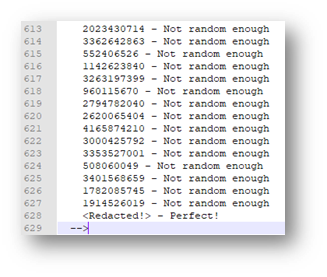 613 2023430714 - Not random enough
614 3362642863 - Not random enough
615 552406526 - Not random enough
616 1142623840 - Not random enough
617 3263197399 - Not random enough
618 960115670 - Not random enough
619 2794782040 - Not random enough
620 2620065404 - Not random enough
621 4165874210 - Not random enough
622 3000425792 - Not random enough
623 3353527001 - Not random enough
624 508060049 - Not random enough
625 3401568659 - Not random enough
626 1782085745 - Not random enough
627 1914526019 - Not random enough
628 <Redacted!> - Perfect!
629 -->